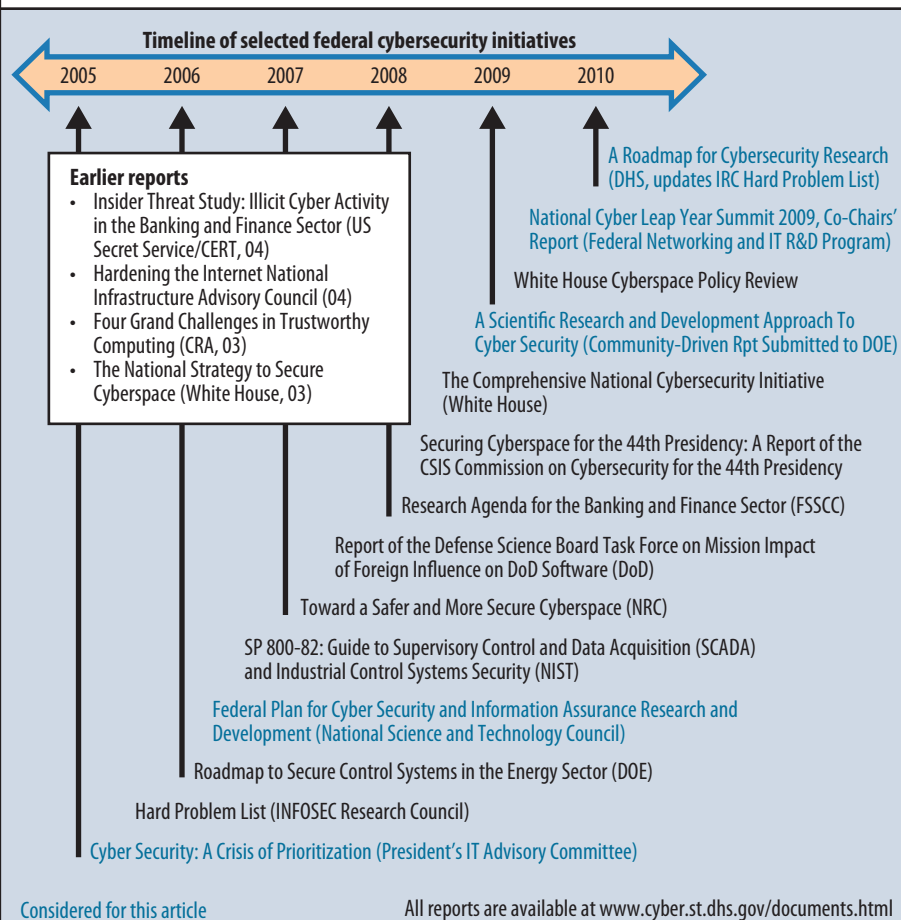 Timeline of selected federal cybersecurity initiatives
2005 2006 2007 2008 2009 2010
Earlier reports
• Insider Threat Study: Illicit Cyber Activity
in the Banking and Finance Sector (US
Secret Service/CERT, 04)
• Hardening the Internet National
Infrastructure Advisory Council (04)
• Four Grand Challenges in Trustworthy
Computing (CRA, 03)
• The National Strategy to Secure
Cyberspace (White House, 03)
A Roadmap for Cybersecurity Research
(DHS, updates IRC Hard Problem List)
National Cyber Leap Year Summit 2009, Co-Chairs'
Report (Federal Networking and IT R&D Program)
White House Cyberspace Policy Review
A Scientific Research and Development Approach To
Cyber Security (Community-Driven Rpt Submitted to DOE)
The Comprehensive National Cybersecurity Initiative
(White House)
Securing Cyberspace for the 44th Presidency: A Report of the
CSIS Commission on Cybersecurity for the 44th Presidency
Research Agenda for the Banking and Finance Sector (FSSCC)
Report of the Defense Science Board Task Force on Mission Impact
of Foreign Influence on DoD Software (DoD)
Toward a Safer and More Secure Cyberspace (NRC)
SP 800-82: Guide to Supervisory Control and Data Acquisition (SCADA)
and Industrial Control Systems Security (NIST)
Federal Plan for Cyber Security and Information Assurance Research and
Development (National Science and Technology Council)
Roadmap to Secure Control Systems in the Energy Sector (DOE)
Hard Problem List (INFOSEC Research Council)
Cyber Security: A Crisis of Prioritization (President's IT Advisory Committee)
Considered for this article
All reports are available at www.cyber.st.dhs.gov/documents.html